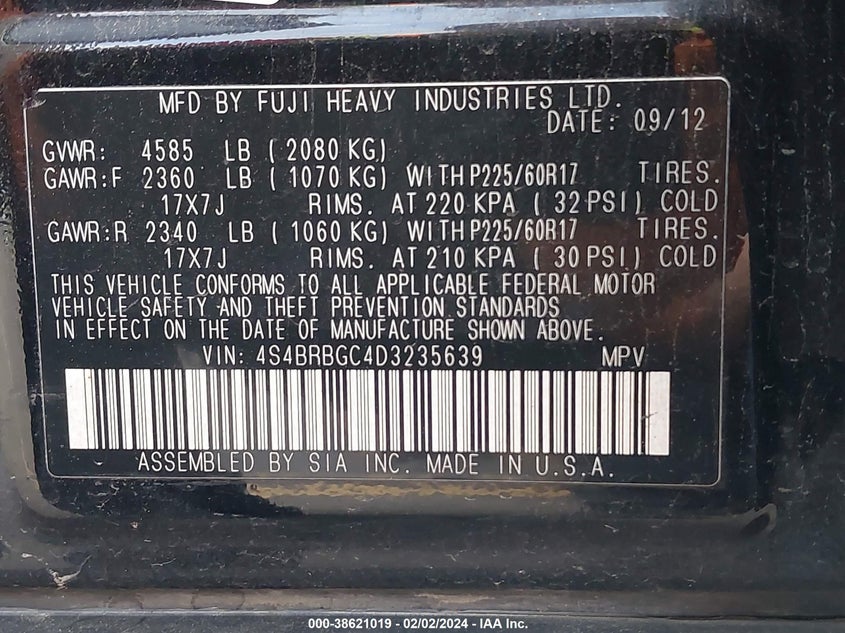 MFD BY FUJI HEAVY INDUSTRIES LTD.
DATE: 09/12
GVWR: 4585 LB ( 2080 KG)
GAWR:F 2360 LB ( 1070 KG) WITH P225/60R17 TIRES.
17X7J RIMS. AT 220 KPA ( 32 PSI) COLD
GAWR:R 2340 LB ( 1060 KG) WITH P225/60R17 TIRES.
17X7J RIMS. AT 210 KPA ( 30 PSI) COLD
THIS VEHICLE CONFORMS TO ALL APPLICABLE FEDERAL MOTOR
VEHICLE SAFETY AND THEFT PREVENTION STANDARDS
IN EFFECT ON THE DATE OF MANUFACTURE SHOWN ABOVE.
VIN: 4S4BRBGC4D3235639 MPV
ASSEMBLED BY SIA INC. MADE IN U.S.A.
000-38621019 - 02/02/2024 - IAA Inc.